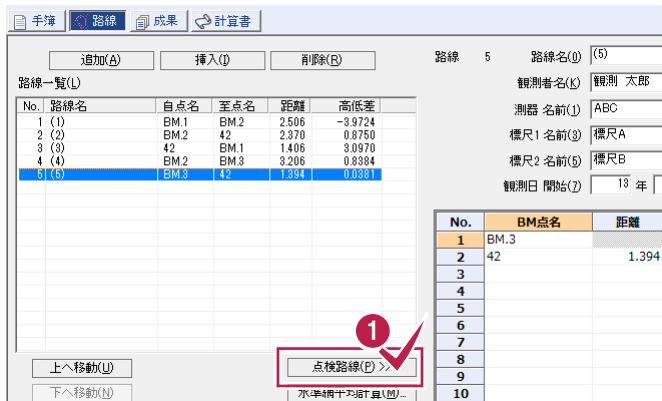 手簿 路線 成果 計算書
追加(A) 挿入(I) 削除(R) 路線 5 路線名(0) (5)
路線一覧(L) 観測者名(K) 観測 太郎
No. 路線名 自点名 至点名 距離 高低差 測器 名前(1) ABC
1 (1) BM.1 BM.2 2.506 -3.9724
2 (2) BM.2 42 2.370 0.8750 標尺1 名前(3) 標尺A
3 (3) 42 BM.1 1.406 3.0970
4 (4) BM.2 BM.3 3.206 0.8384 標尺2 名前(5) 標尺B
5 (5) BM.3 42 1.394 0.0381 観測日 開始(7) 13 年
No. BM点名 距離
1 BM.3
2 42 1.394
3
4
5
6
1
7
上へ移動(U) 点検路線(P) >> 8
9
下へ移動(N) 水準網平均計算(M)... 10